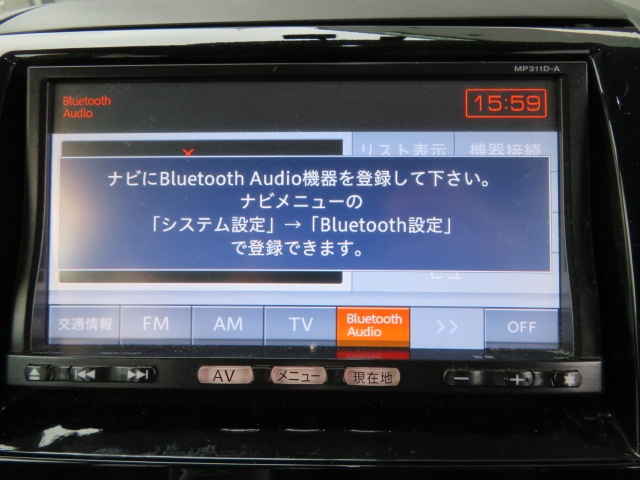 MP311D-A
Bluetooth
Audio
15:59
リスト表示 機器接続
ナビにBluetooth Audio機器を登録して下さい。
ナビメニューの
「システム設定」→「Bluetooth設定」
で登録できます。
交通情報 FM AM TV Bluetooth Audio >> OFF
AV メニュー 現在地